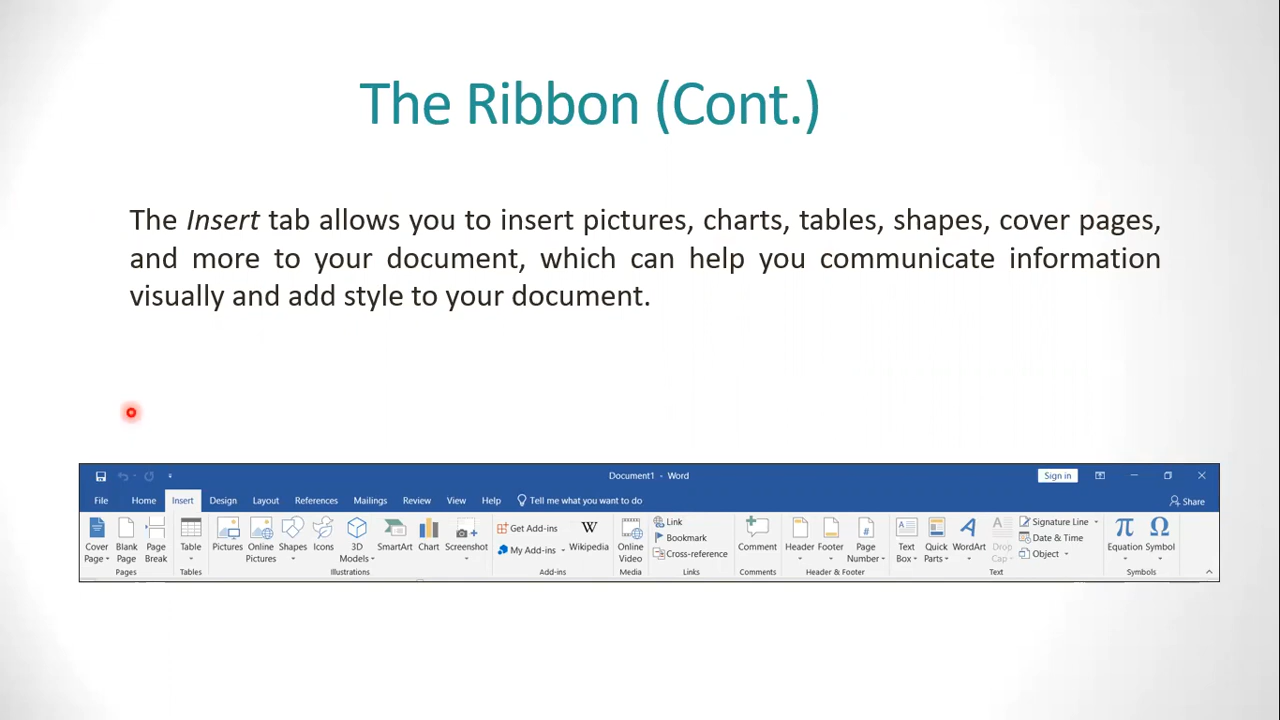 The Ribbon (Cont.)
The Insert tab allows you to insert pictures, charts, tables, shapes, cover pages,
and more to your document, which can help you communicate information
visually and add style to your document.
Document1 - Word
Sign in
File Home Insert Design Layout References Mailings Review View Help Tell me what you want to do Share
Cover Page
Blank Page
Page Break
Pages
Table
Tables
Pictures
Online Pictures
Shapes
Icons
3D Models
SmartArt
Chart
Screenshot
Illustrations
Get Add-ins
My Add-ins
W
Wikipedia
Add-ins
Online Video
Media
Link
Bookmark
Cross-reference
Links
Comment
Comments
Header
Footer
Page Number
Header & Footer
Text Box
Quick Parts
WordArt
Drop Cap
Signature Line
Date & Time
Object
Text
π
Equation
Ω
Symbol
Symbols